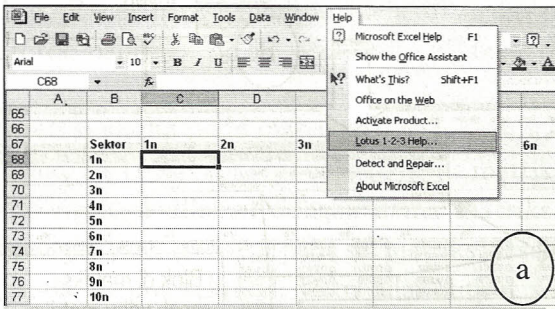 File Edit View Insert Format Tools Data Window Help
Microsoft Excel Help F1
Arial 10 B I U
Show the Office Assistant
C68 fx
What's This? Shift+F1
Office on the Web
A B C D
Activate Product...
65
66
Lotus 1-2-3 Help...
67 Sektor 1n 2n 3n 6n
68 1n
Detect and Repair...
69 2n
About Microsoft Excel
70 3n
71 4n
72 5n
73 6n
74 7n
75 8n
76 9n
77 10n
a